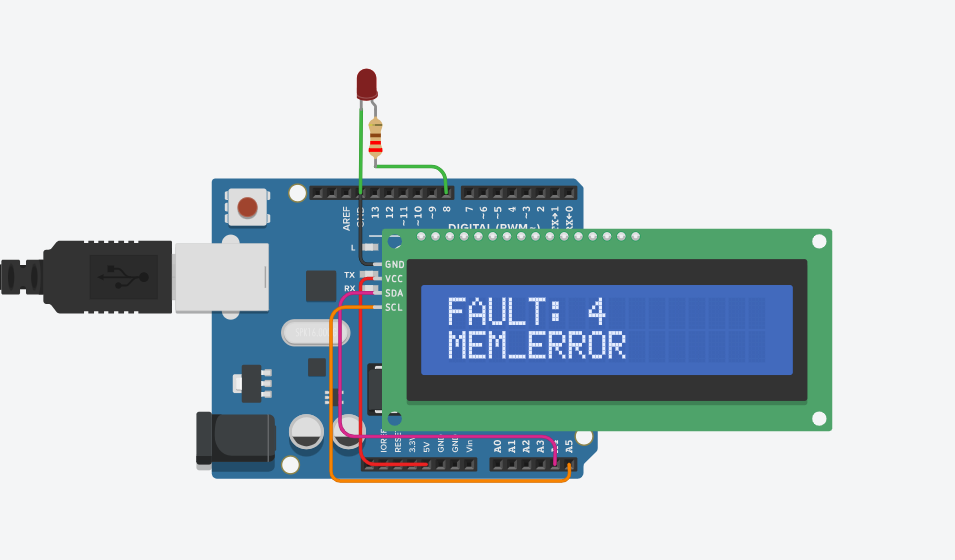 AREF
GND
13
12
~11
~10
~9
8
7
~6
~5
4
~3
2
TX→1
RX←0
DIGITAL (PWM~)
L
TX
RX
GND
VCC
SDA
SCL
FAULT: 4
MEM_ERROR
IOREF
RESET
3.3V
5V
GND
GND
Vin
A0
A1
A2
A3
A5